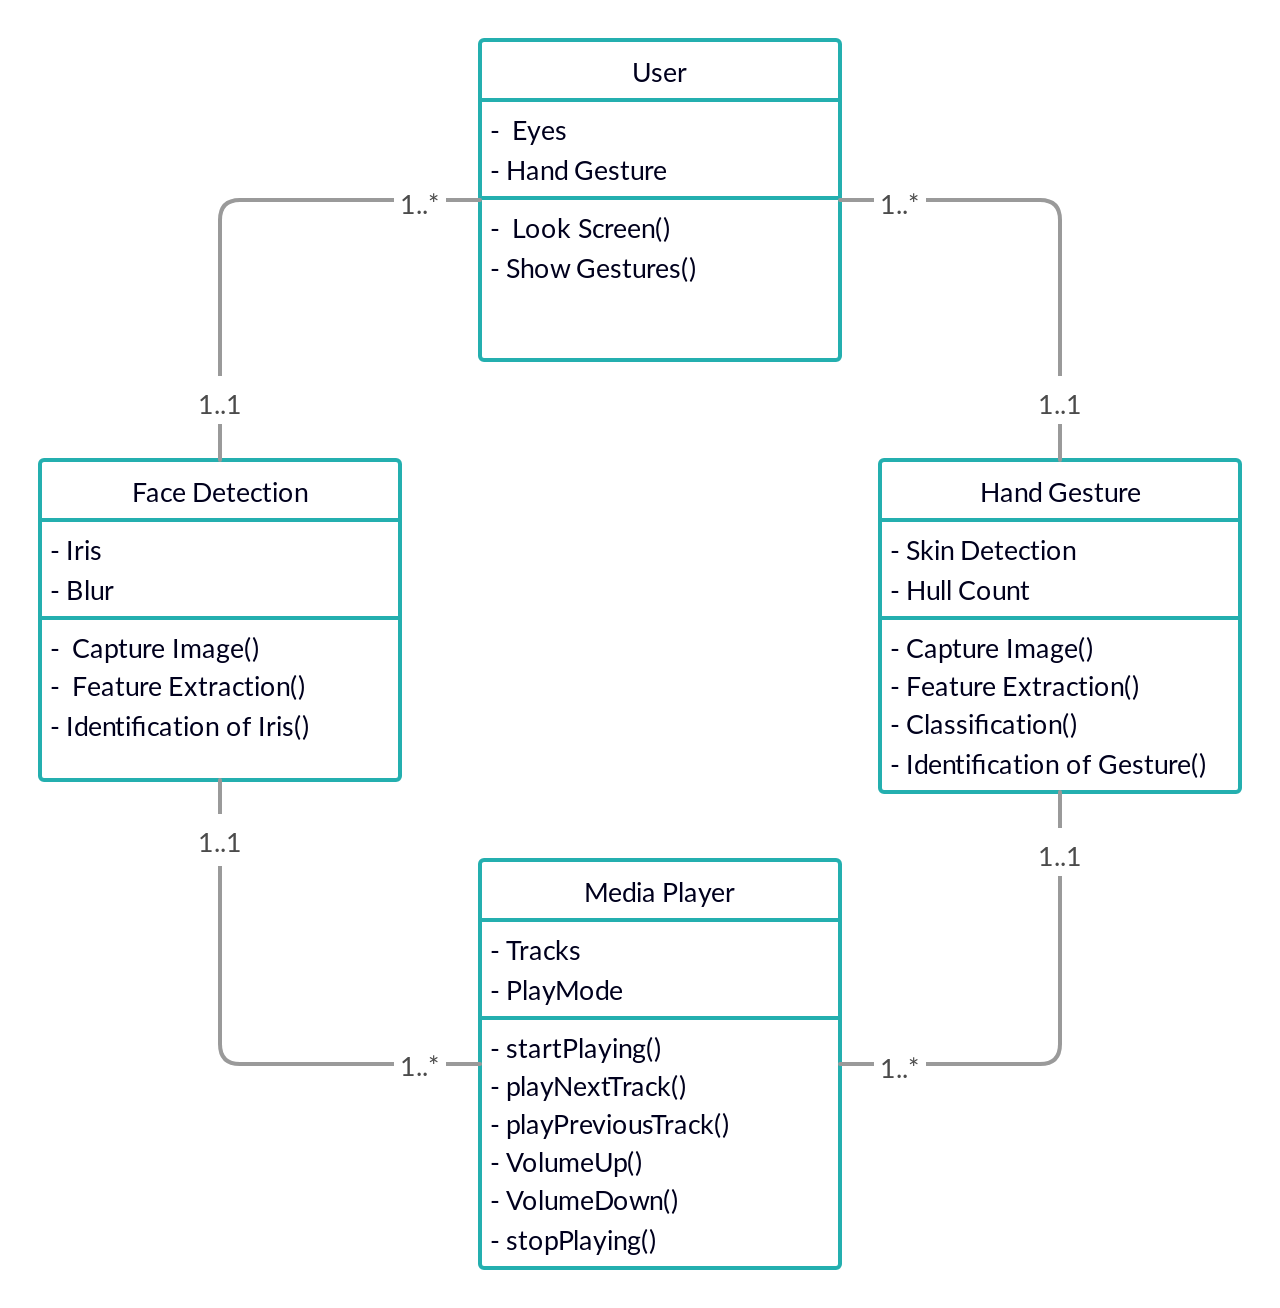 User
- Eyes
- Hand Gesture
1..*
1..*
- Look Screen()
- Show Gestures()
1..1
1..1
Face Detection
- Iris
- Blur
- Capture Image()
- Feature Extraction()
- Identification of Iris()
Hand Gesture
- Skin Detection
- Hull Count
- Capture Image()
- Feature Extraction()
- Classification()
- Identification of Gesture()
1..1
1..1
Media Player
- Tracks
- PlayMode
1..*
1..*
- startPlaying()
- playNextTrack()
- playPreviousTrack()
- VolumeUp()
- VolumeDown()
- stopPlaying()